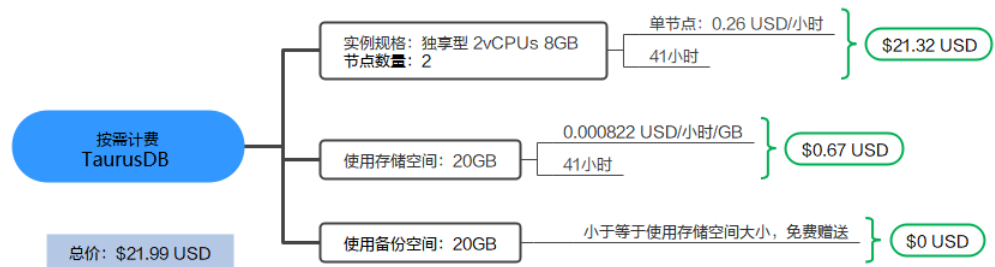 按需计费
TaurusDB
总价：$21.99 USD
实例规格：独享型 2vCPUs 8GB
节点数量：2
单节点：0.26 USD/小时
41小时
$21.32 USD
使用存储空间：20GB
0.000822 USD/小时/GB
41小时
$0.67 USD
使用备份空间：20GB
小于等于使用存储空间大小，免费赠送
$0 USD